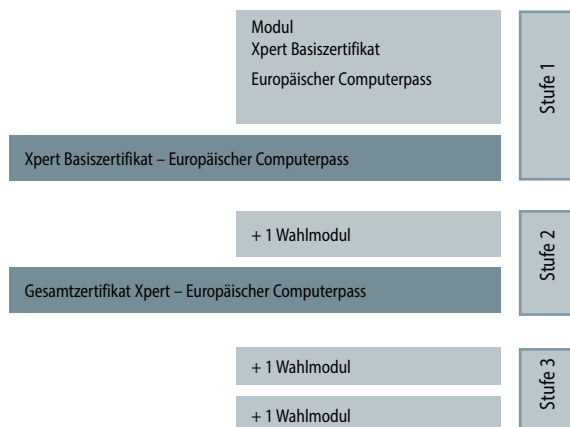 Modul
Xpert Basiszertifikat
Europäischer Computerpass
Stufe 1
Xpert Basiszertifikat – Europäischer Computerpass
+ 1 Wahlmodul
Stufe 2
Gesamtzertifikat Xpert – Europäischer Computerpass
+ 1 Wahlmodul
Stufe 3
+ 1 Wahlmodul